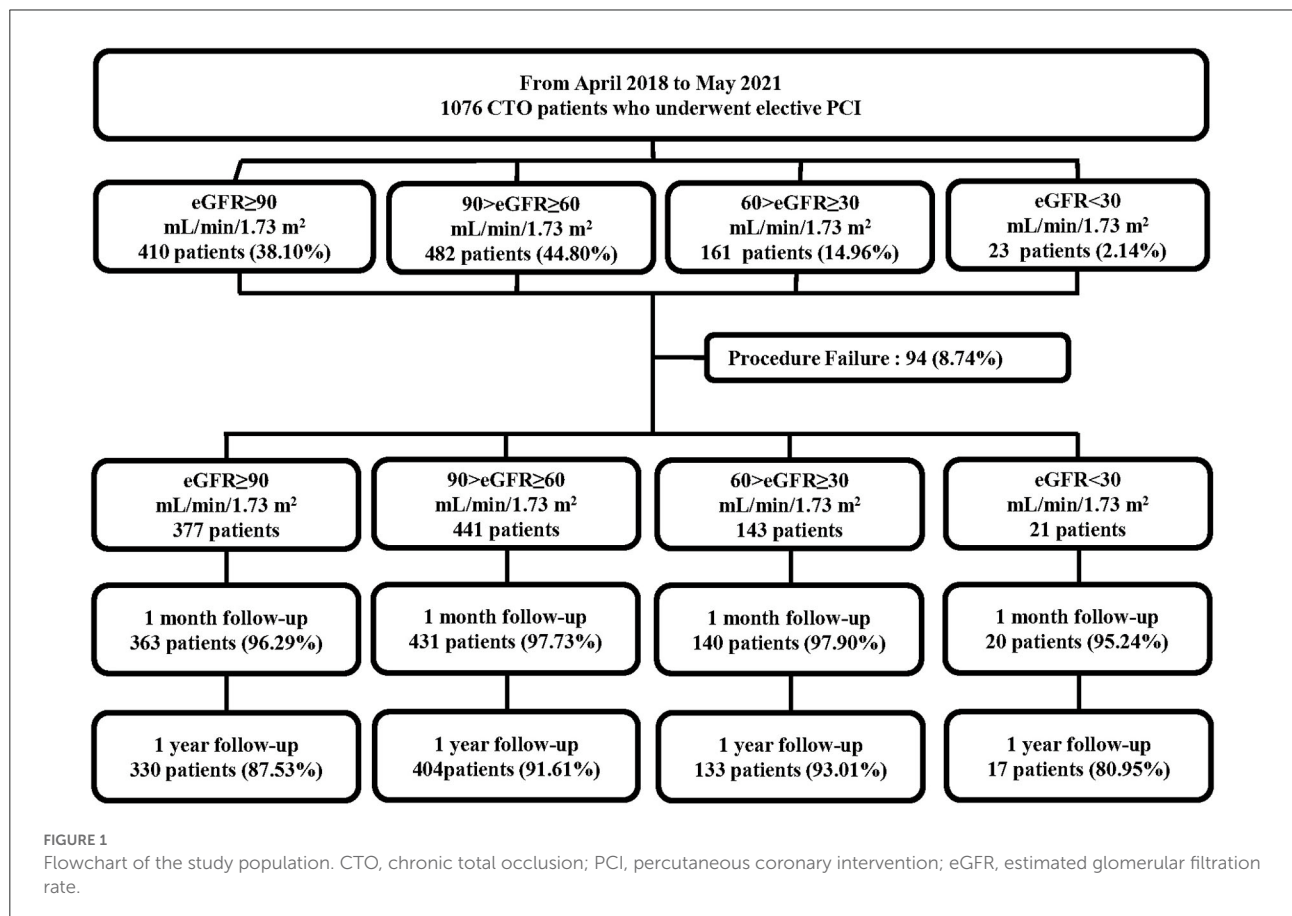 From April 2018 to May 2021
1076 CTO patients who underwent elective PCI
eGFR≥90
mL/min/1.73 m²
410 patients (38.10%)
90>eGFR≥60
mL/min/1.73 m²
482 patients (44.80%)
60>eGFR≥30
mL/min/1.73 m²
161 patients (14.96%)
eGFR<30
mL/min/1.73 m²
23 patients (2.14%)
Procedure Failure : 94 (8.74%)
eGFR≥90
mL/min/1.73 m²
377 patients
90>eGFR≥60
mL/min/1.73 m²
441 patients
60>eGFR≥30
mL/min/1.73 m²
143 patients
eGFR<30
mL/min/1.73 m²
21 patients
1 month follow-up
363 patients (96.29%)
1 month follow-up
431 patients (97.73%)
1 month follow-up
140 patients (97.90%)
1 month follow-up
20 patients (95.24%)
1 year follow-up
330 patients (87.53%)
1 year follow-up
404patients (91.61%)
1 year follow-up
133 patients (93.01%)
1 year follow-up
17 patients (80.95%)
FIGURE 1
Flowchart of the study population. CTO, chronic total occlusion; PCI, percutaneous coronary intervention; eGFR, estimated glomerular filtration
rate.